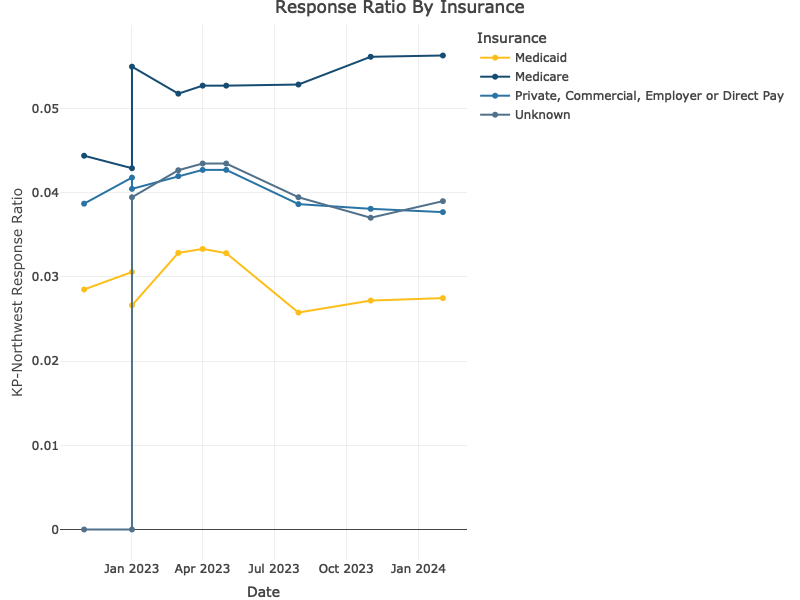 Response Ratio By Insurance
Insurance
Medicaid
Medicare
Private, Commercial, Employer or Direct Pay
Unknown
KP-Northwest Response Ratio
0.05
0.04
0.03
0.02
0.01
0
Jan 2023 Apr 2023 Jul 2023 Oct 2023 Jan 2024
Date